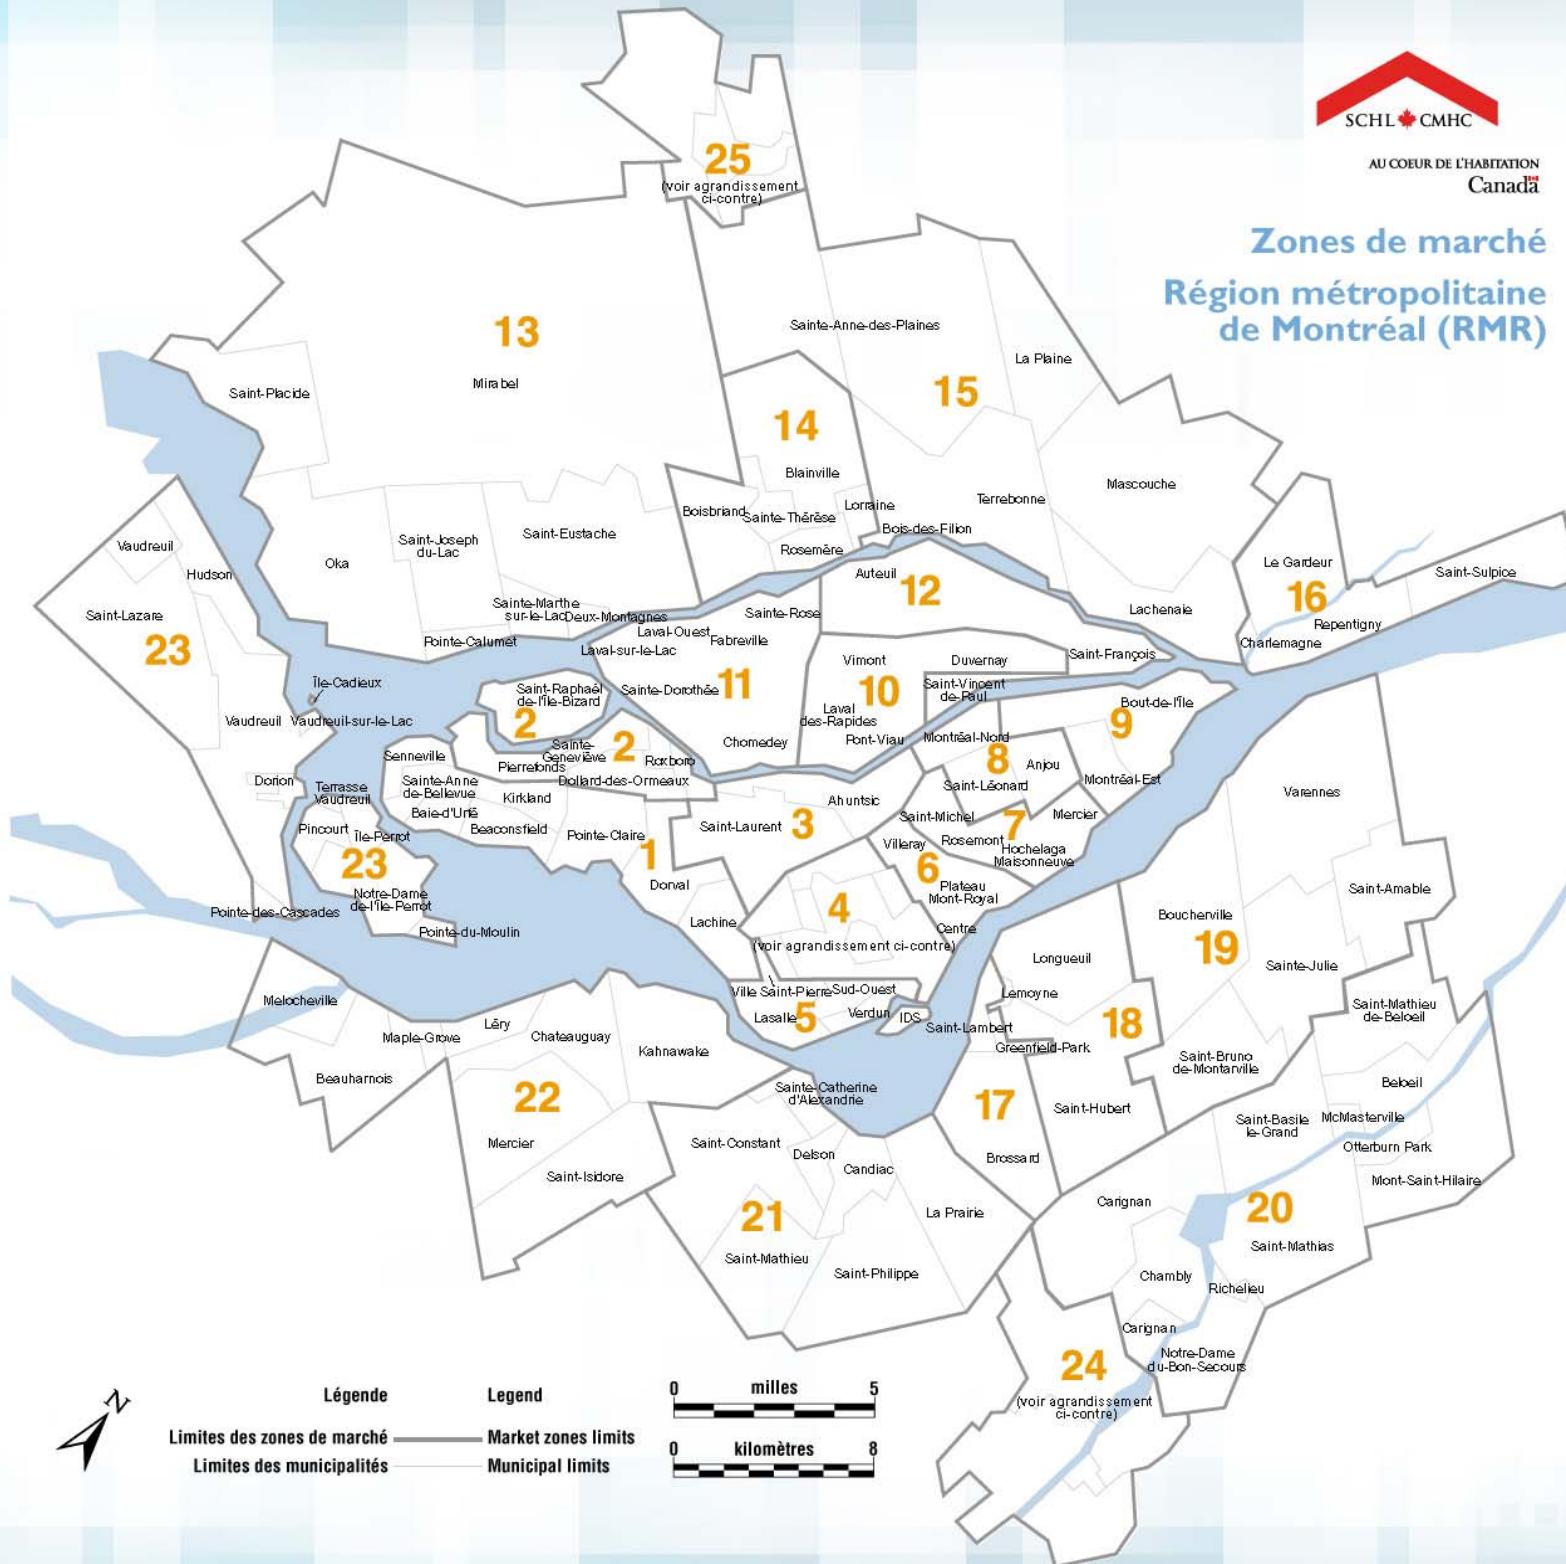 SCHL CMHC
AU COEUR DE L'HABITATION
Canada
Zones de marché
Région métropolitaine
de Montréal (RMR)
25
(voir agrandissement
ci-contre)
13
Mirabel
Saint-Placide
Sainte-Anne-des-Plaines
La Plaine
15
14
Blainville
Mascouche
Terrebonne
Lorraine
Boisbriand
Sainte-Thérèse
Bois-des-Filion
Rosemère
Saint-Eustache
Saint-Joseph
du-Lac
Oka
Vaudreuil
Hudson
Saint-Lazare
23
Le Gardeur
Saint-Sulpice
16
Repentigny
Charlemagne
Lachenaie
Auteuil
12
Sainte-Marthe
sur-le-Lac
Deux-Montagnes
Pointe-Calumet
Sainte-Rose
Laval-Ouest
Fabreville
Laval-sur-le-Lac
Saint-François
Vimont
Duvernay
Île-Cadieux
Saint-Raphaël
de-l'Île-Bizard
2
Sainte-Dorothée
11
10
Saint-Vincent
de-Paul
Laval
des-Rapides
Pont-Viau
Bout-de-l'Île
9
Vaudreuil
Vaudreuil-sur-le-Lac
Chomedey
Montréal-Nord
Senneville
Sainte-
Geneviève
2
Roxboro
Pierrefonds
Dollard-des-Ormeaux
8
Anjou
Saint-Léonard
Montréal-Est
Dorion
Terrasse
Vaudreuil
Sainte-Anne
de-Bellevue
Kirkland
Baie-d'Urfé
Beaconsfield
Pointe-Claire
1
Ahuntsic
Saint-Laurent
3
Saint-Michel
7
Mercier
Varennes
Pincourt
Île-Perrot
23
Villeray
Rosemont
Hochelaga
Maisonneuve
6
Notre-Dame
de-l'Île-Perrot
Dorval
Plateau
Mont-Royal
Saint-Amable
Pointe-des-Cascades
Pointe-du-Moulin
Lachine
4
(voir agrandissement ci-contre)
Centre
Boucherville
19
Longueuil
Sainte-Julie
Melocheville
Ville Saint-Pierre
Sud-Ouest
Lemoyne
Lasalle
5
Verdun
IDS
Saint-Mathieu
de-Beloeil
Léry
Maple-Grove
Chateauguay
Kahnawake
Saint-Lambert
18
Greenfield-Park
Saint-Bruno
de-Montarville
Beauharnois
22
Sainte-Catherine
d'Alexandrie
17
Saint-Hubert
Beloeil
Saint-Basile
le-Grand
McMasterville
Otterburn Park
Mercier
Saint-Isidore
Saint-Constant
Delson
Candiac
Brossard
Mont-Saint-Hilaire
21
La Prairie
Carignan
20
Saint-Mathieu
Saint-Philippe
Saint-Mathias
Chambly
Richelieu
Carignan
24
(voir agrandissement
ci-contre)
Notre-Dame
du-Bon-Secours
N
Légende
Legend
Limites des zones de marché
Market zones limits
Limites des municipalités
Municipal limits
0 milles 5
0 kilomètres 8